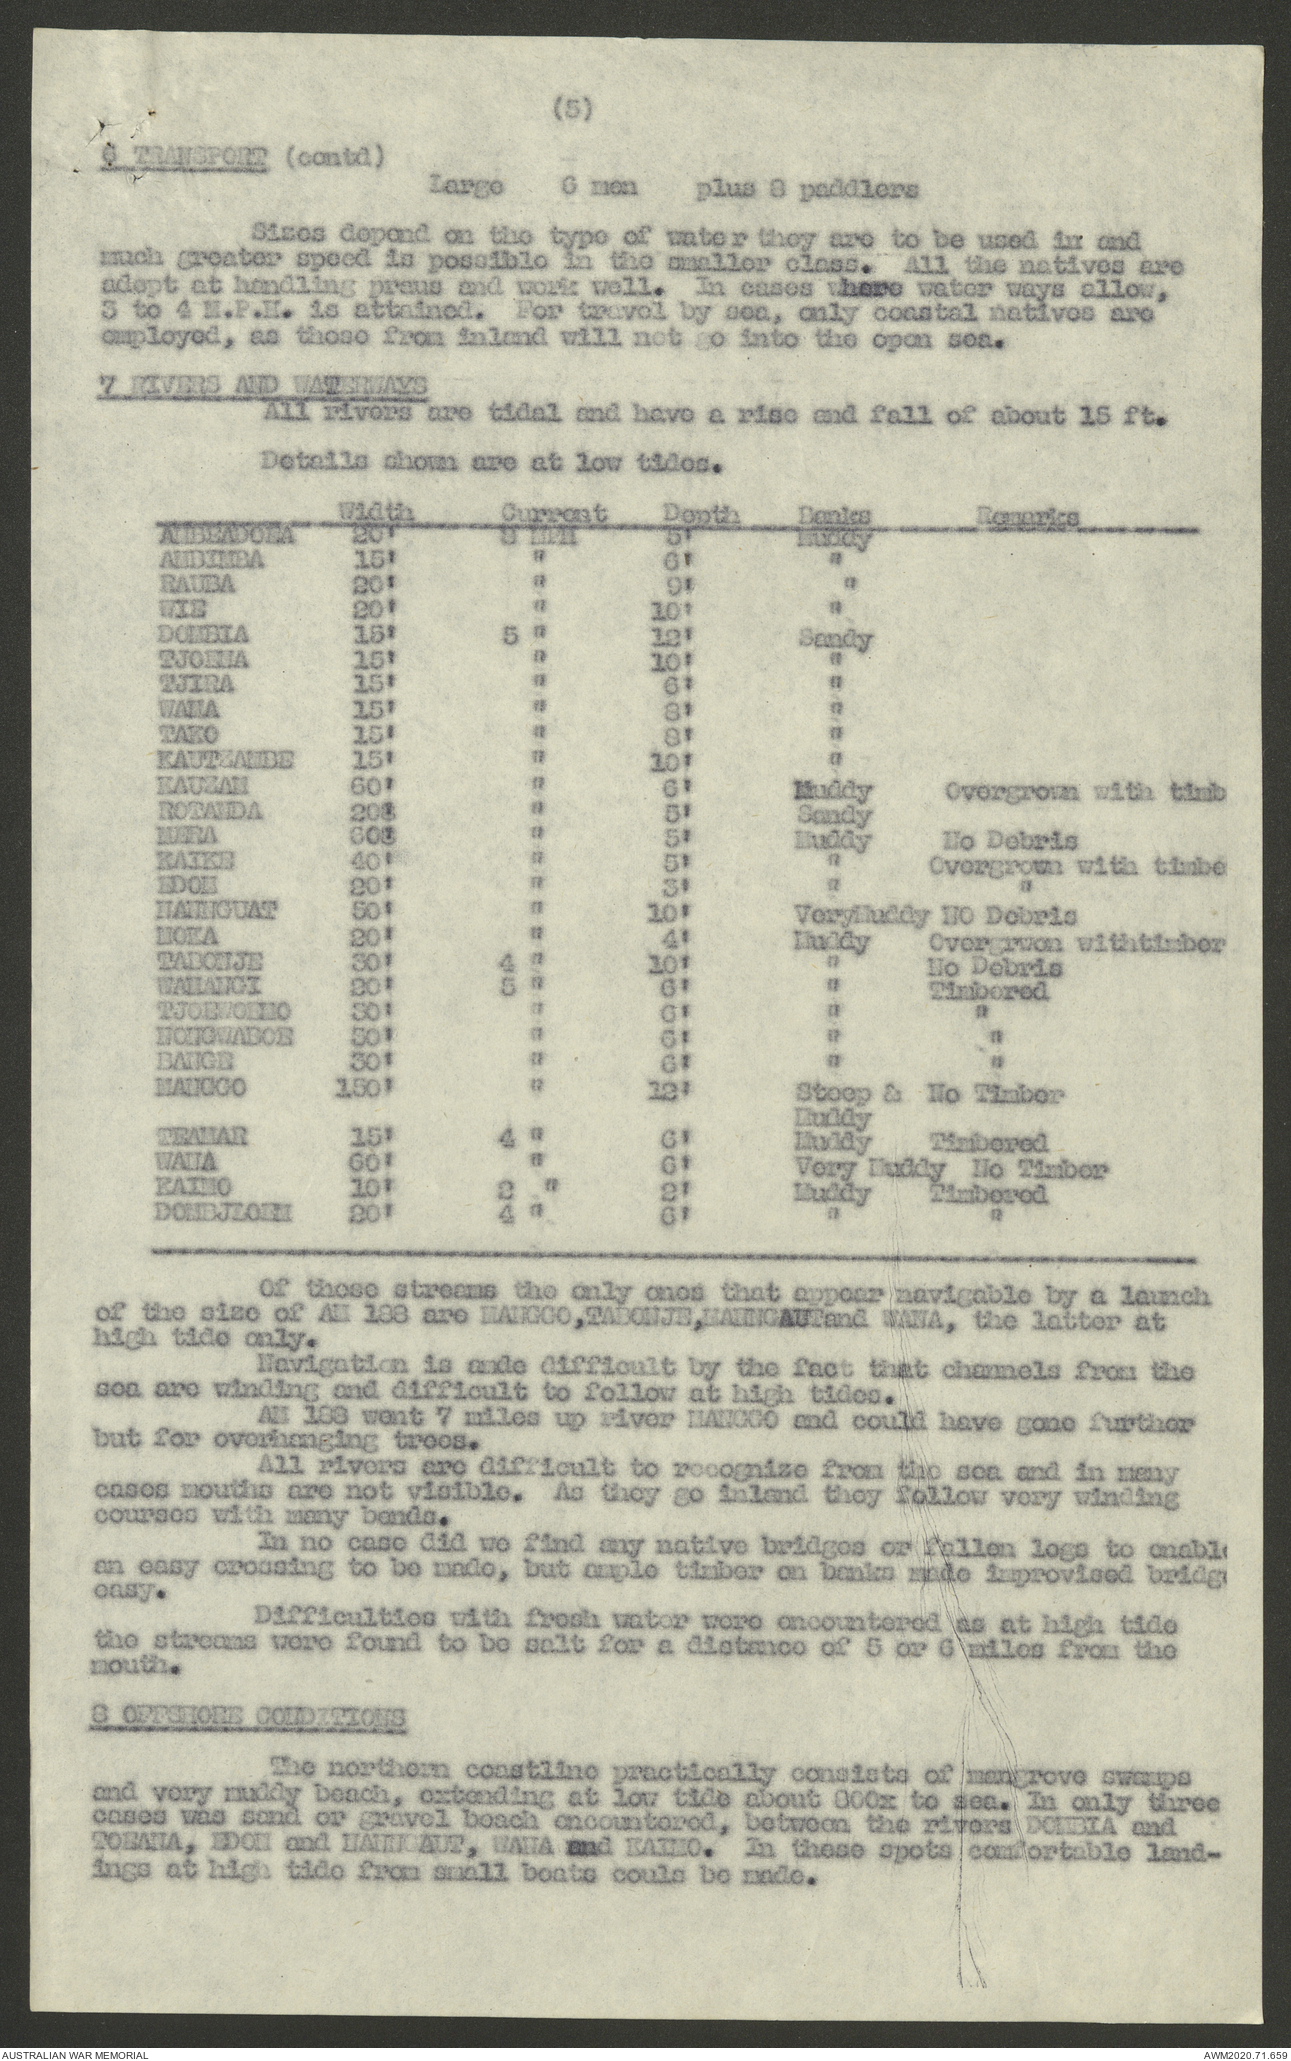 (5)
6 TRANSPORT (contd)
Large 6 men plus 8 paddlers
Sizes depend on the type of water they are to be used in and
much greater speed is possible in the smaller class. All the natives are
adept at handling praus and work well. In cases where water ways allow,
3 to 4 M.P.H. is attained. For travel by sea, only coastal natives are
employed, as those from inland will not go into the open sea.
7 RIVERS AND WATERWAYS
All rivers are tidal and have a rise and fall of about 15 ft.
Details shown are at low tides.
Width Current Depth Banks Remarks
20' MPH 5' Muddy
AMBIMBA 15' " 6' "
RAUBA 20' " 9' "
20' " 10' "
DOMBIA 15' 5 " 12' Sandy
15' " 10' "
TJIRA 15' " 6' "
15' " 8' "
TAKO 15' " 8' "
KAUTZAMBE 15' " 10' "
KAUZAN 60' " 6' Muddy Overgrown with timb
ROTANDA 20' " 5' Sandy
MERA 60' " 5' Muddy No Debris
KAIKE 40' " 5' " Overgrown with timbe
EDOM 20' " 3' " "
50' " 10' VeryMuddy NO Debris
20' " 4' Muddy Overgrwon withtimber
TADONJE 30' 4 " 10' " No Debris
20' 5 " 6' " Timbered
" 6' " "
" 6' " "
30' " 6' " "
MAUGGO 150' " 12' Steep & No Timber
Muddy
TEAMAR 15' 4 " 6' Muddy Timbered
60' " 6' Very Muddy No Timber
10' 2 " 2' Muddy Timbered
20' 4 " 6' " "
Of these streams the only ones that appear navigable by a launch
of the size of AM 188 are MAUGGO,TADONJE, and WANA, the latter at
high tide only.
Navigation is amde difficult by the fact that channels from the
sea are winding and difficult to follow at high tides.
AM 188 went 7 miles up river MAUGGO and could have gone further
but for overhanging trees.
All rivers are difficult to recognize from the sea and in many
cases mouths are not visible. As they go inland they follow very winding
courses with many bends.
In no case did we find any native bridges or fallen logs to enable
an easy crossing to be made, but ample timber on banks made improvised bridg
easy.
Difficulties with fresh water were encountered as at high tide
the streams were found to be salt for a distance of 5 or 6 miles from the
mouth.
8 OFFSHORE CONDITIONS
The northern coastline practically consists of mangrove swamps
and very muddy beach, extending at low tide about to sea. In only three
cases was sand or gravel beach encountered, between the rivers DOMBIA and
EDOM and and In these spots comfortable land-
ings at high tide from small boats could be made.
AUSTRALIAN WAR MEMORIAL
AWM2020.71.659